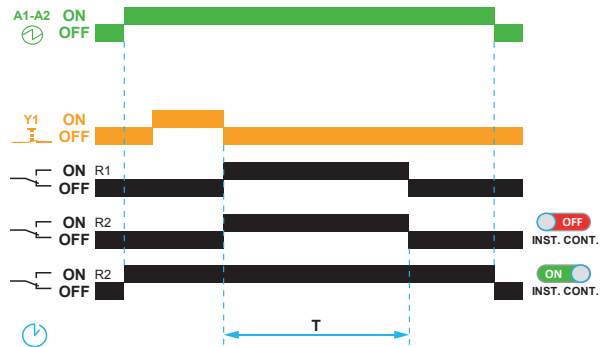 A1-A2 ON
OFF
Y1 ON
OFF
ON R1
OFF
ON R2
OFF
OFF
INST. CONT.
ON R2
OFF
ON
INST. CONT.
T